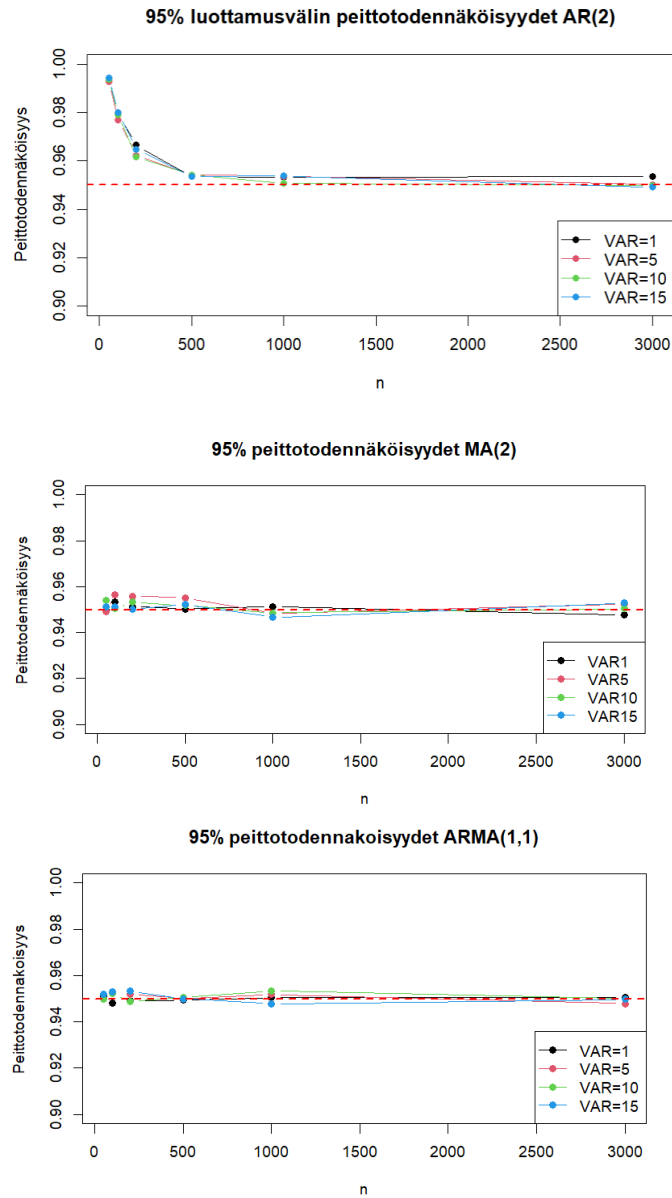 95% luottamusvälin peittotodennäköisyydet AR(2)
Peittotodennäköisyys
1.00
0.98
0.96
0.94
0.92
0.90
VAR=1
VAR=5
VAR=10
VAR=15
0 500 1000 1500 2000 2500 3000
n
95% peittotodennäköisyydet MA(2)
Peittotodennäköisyys
1.00
0.98
0.96
0.94
0.92
0.90
VAR1
VAR5
VAR10
VAR15
0 500 1000 1500 2000 2500 3000
n
95% peittotodennakoisyydet ARMA(1,1)
Peittotodennakoisyys
1.00
0.98
0.96
0.94
0.92
0.90
VAR=1
VAR=5
VAR=10
VAR=15
0 500 1000 1500 2000 2500 3000
n